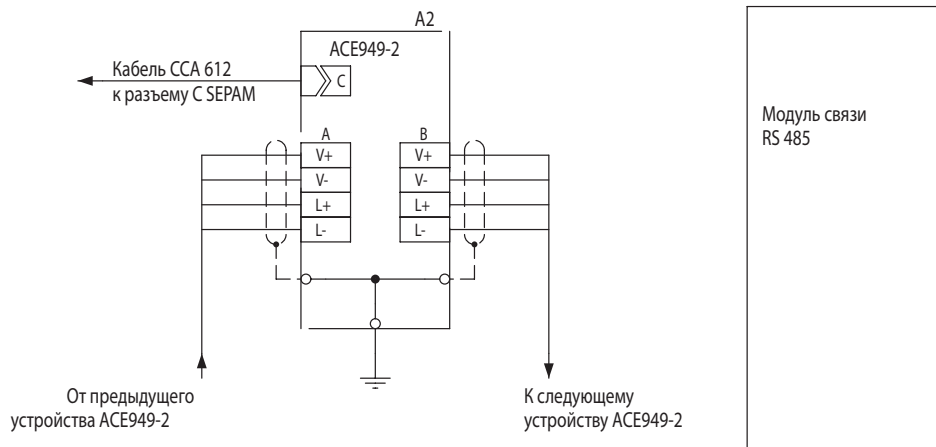 A2
ACE949-2
Кабель CCA 612
к разъему C SEPAM
C
A
B
V+
V+
V-
V-
L+
L+
L-
L-
Модуль связи
RS 485
От предыдущего
устройства ACE949-2
К следующему
устройству ACE949-2